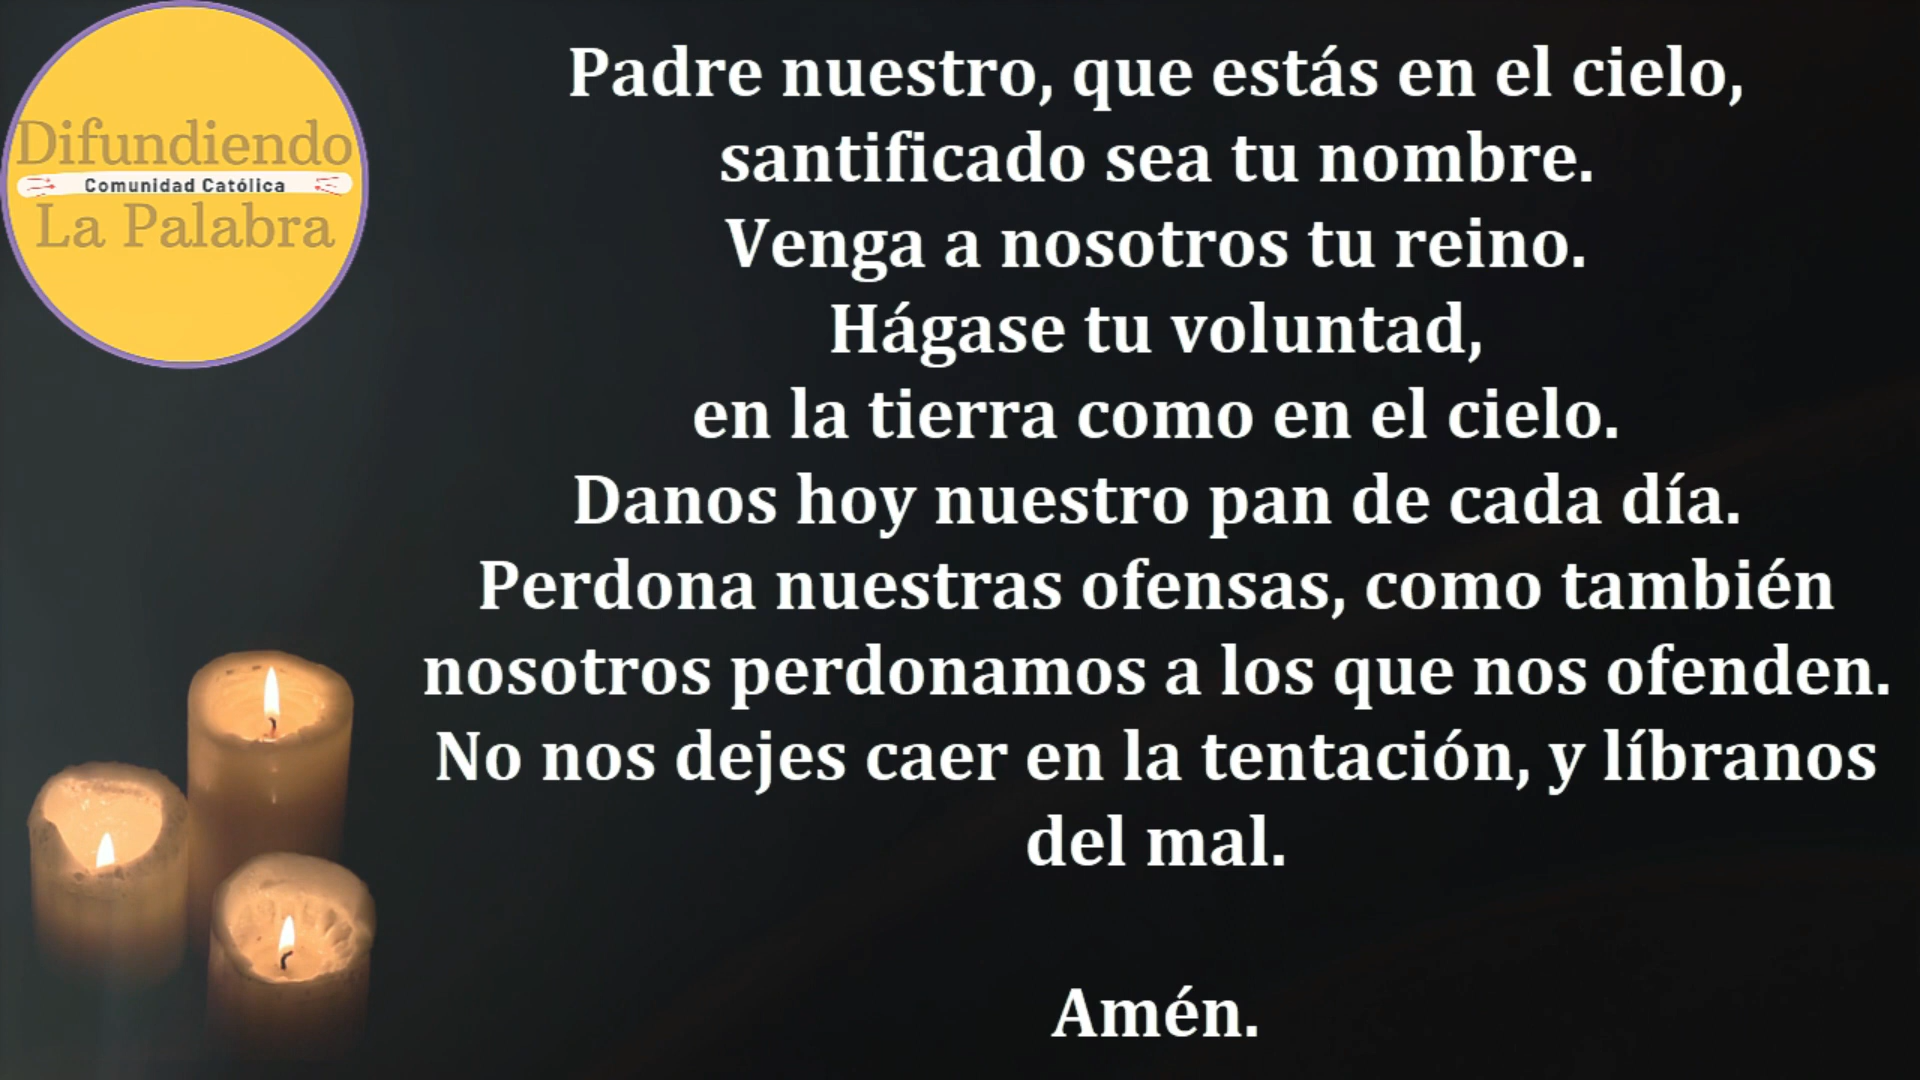 Difundiendo
Comunidad Católica
La Palabra
Padre nuestro, que estás en el cielo,
santificado sea tu nombre.
Venga a nosotros tu reino.
Hágase tu voluntad,
en la tierra como en el cielo.
Danos hoy nuestro pan de cada día.
Perdona nuestras ofensas, como también
nosotros perdonamos a los que nos ofenden.
No nos dejes caer en la tentación, y líbranos
del mal.
Amén.